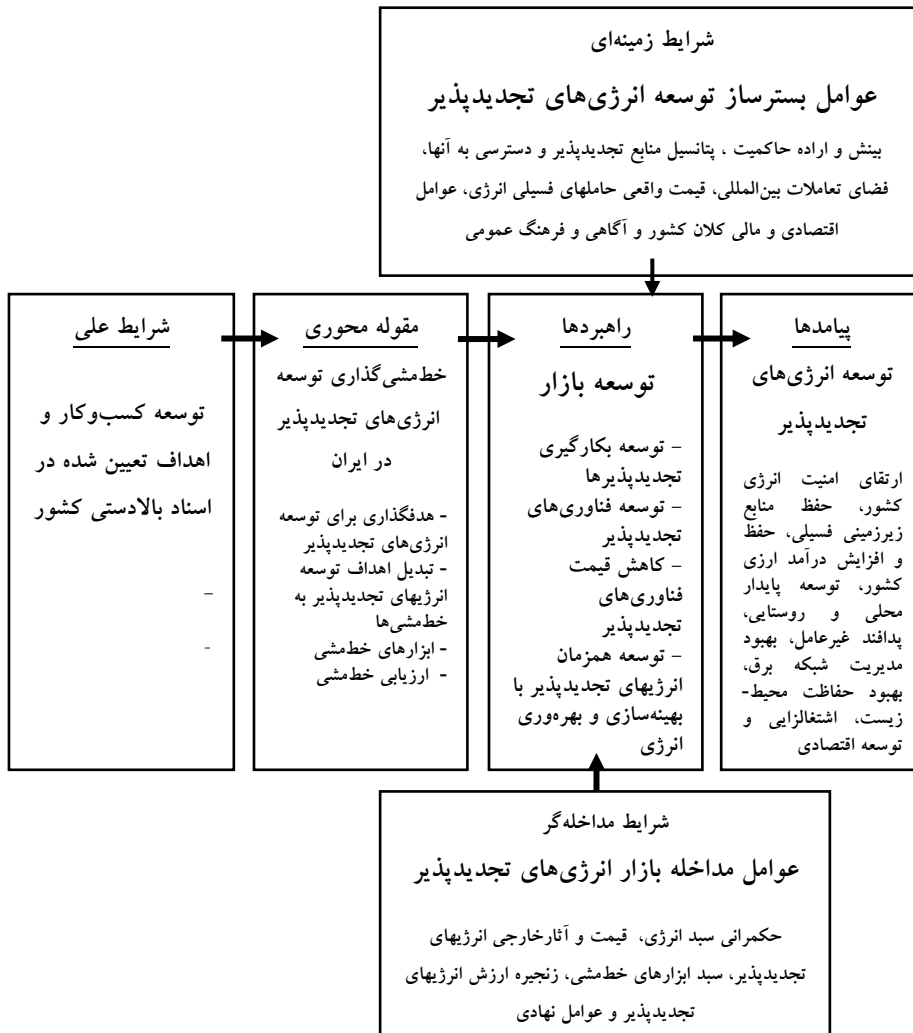 شرایط زمینه‌ای
عوامل بسترساز توسعه انرژی‌های تجدیدپذیر
بینش و اراده حاکمیت ، پتانسیل منابع تجدیدپذیر و دسترسی به آنها،
فضای تعاملات بین‌المللی، قیمت واقعی حاملهای فسیلی انرژی، عوامل
اقتصادی و مالی کلان کشور و آگاهی و فرهنگ عمومی
شرایط علی
توسعه کسب‌وکار و
اهداف تعیین شده در
اسناد بالادستی کشور
–
-
مقوله محوری
خط‌مشی‌گذاری توسعه
انرژی‌های تجدیدپذیر
در ایران
- هدفگذاری برای توسعه
انرژی‌های تجدیدپذیر
- تبدیل اهداف توسعه
انرژیهای تجدیدپذیر به
خط‌مشی‌ها
- ابزارهای خط‌مشی
- ارزیابی خط‌مشی
راهبردها
توسعه بازار
– توسعه بکارگیری
تجدیدپذیرها
– توسعه فناوری‌های
تجدیدپذیر
– کاهش قیمت
فناوری‌های
تجدیدپذیر
– توسعه همزمان
انرژیهای تجدیدپذیر با
بهینه‌سازی و بهره‌وری
انرژی
پیامدها
توسعه انرژی‌های
تجدیدپذیر
ارتقای امنیت انرژی
کشور، حفظ منابع
زیرزمینی فسیلی، حفظ
و افزایش درآمد ارزی
کشور، توسعه پایدار
محلی و روستایی،
پدافند غیرعامل، بهبود
مدیریت شبکه برق،
بهبود حفاظت محیط-
زیست، اشتغالزایی و
توسعه اقتصادی
شرایط مداخله‌گر
عوامل مداخله بازار انرژی‌های تجدیدپذیر
حکمرانی سبد انرژی، قیمت و آثارخارجی انرژیهای
تجدیدپذیر، سبد ابزارهای خط‌مشی، زنجیره ارزش انرژیهای
تجدیدپذیر و عوامل نهادی